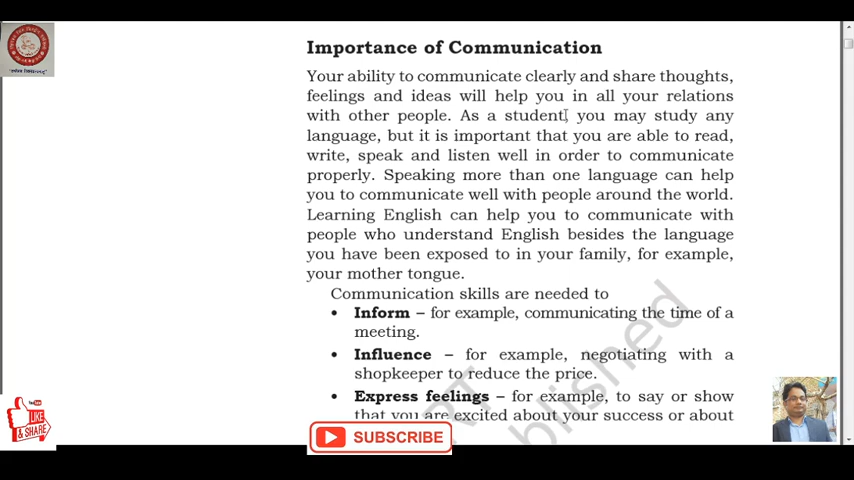 Importance of Communication
Your ability to communicate clearly and share thoughts,
feelings and ideas will help you in all your relations
with other people. As a student, you may study any
language, but it is important that you are able to read,
write, speak and listen well in order to communicate
properly. Speaking more than one language can help
you to communicate well with people around the world.
Learning English can help you to communicate with
people who understand English besides the language
you have been exposed to in your family, for example,
your mother tongue.
Communication skills are needed to
• Inform – for example, communicating the time of a
meeting.
• Influence – for example, negotiating with a
shopkeeper to reduce the price.
• Express feelings – for example, to say or show
that you are excited about your success or about
LIKE
& SHARE
SUBSCRIBE